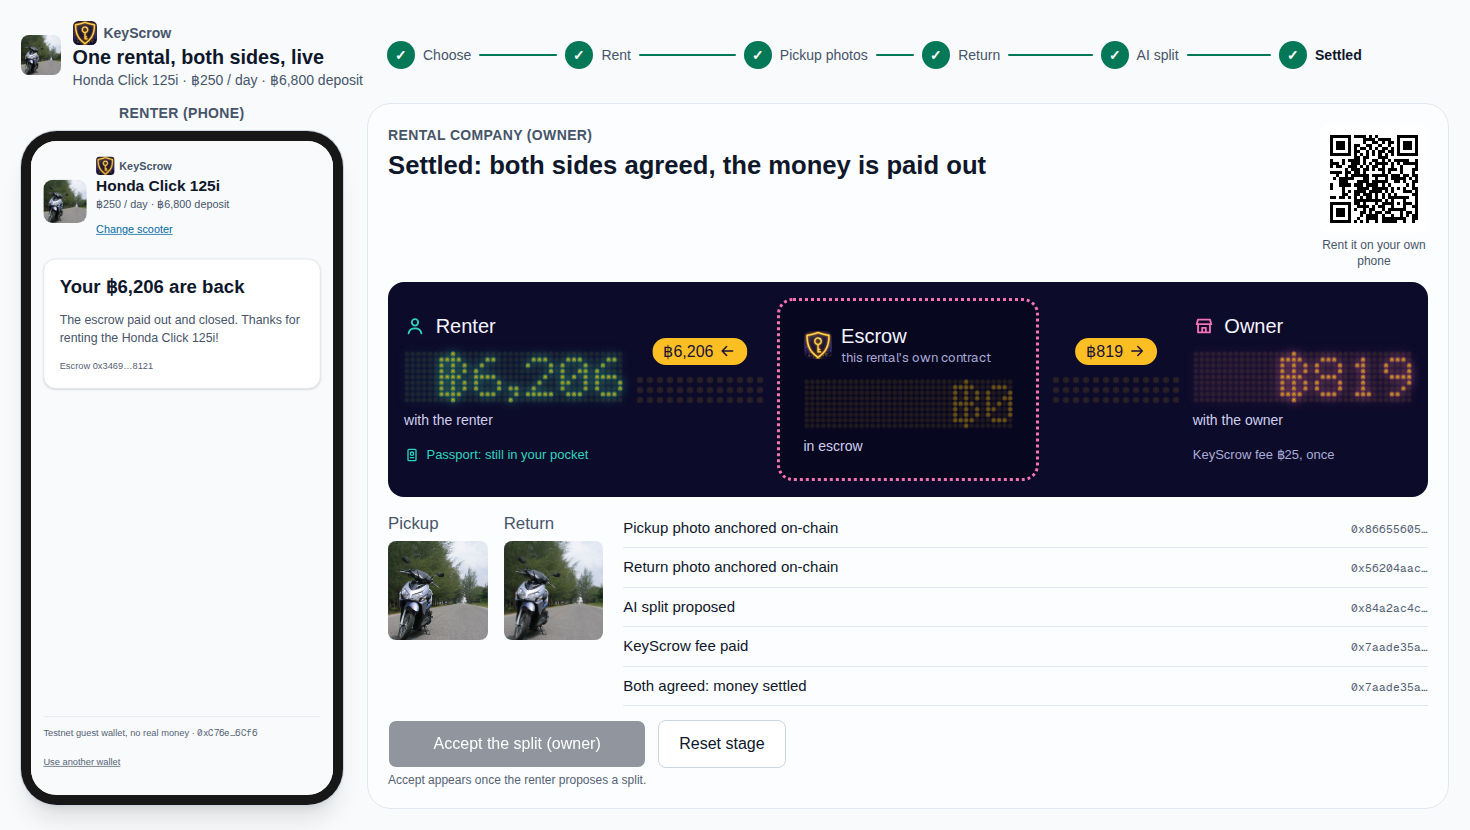 KeyScrow
One rental, both sides, live
Honda Click 125i · ฿250 / day · ฿6,800 deposit
Choose
Rent
Pickup photos
Return
AI split
Settled
RENTER (PHONE)
KeyScrow
Honda Click 125i
฿250 / day · ฿6,800 deposit
Change scooter
Your ฿6,206 are back
The escrow paid out and closed. Thanks for
renting the Honda Click 125i!
Escrow 0x3469…8121
Testnet guest wallet, no real money · 0xC76e…6Cf6
Use another wallet
RENTAL COMPANY (OWNER)
Settled: both sides agreed, the money is paid out
Rent it on your own
phone
Renter
฿6,206
with the renter
Passport: still in your pocket
฿6,206 ←
Escrow
this rental's own contract
฿0
in escrow
฿819 →
Owner
฿819
with the owner
KeyScrow fee ฿25, once
Pickup
Return
Pickup photo anchored on-chain 0x86655605…
Return photo anchored on-chain 0x56204aac…
AI split proposed 0x84a2ac4c…
KeyScrow fee paid 0x7aade35a…
Both agreed: money settled 0x7aade35a…
Accept the split (owner)
Reset stage
Accept appears once the renter proposes a split.